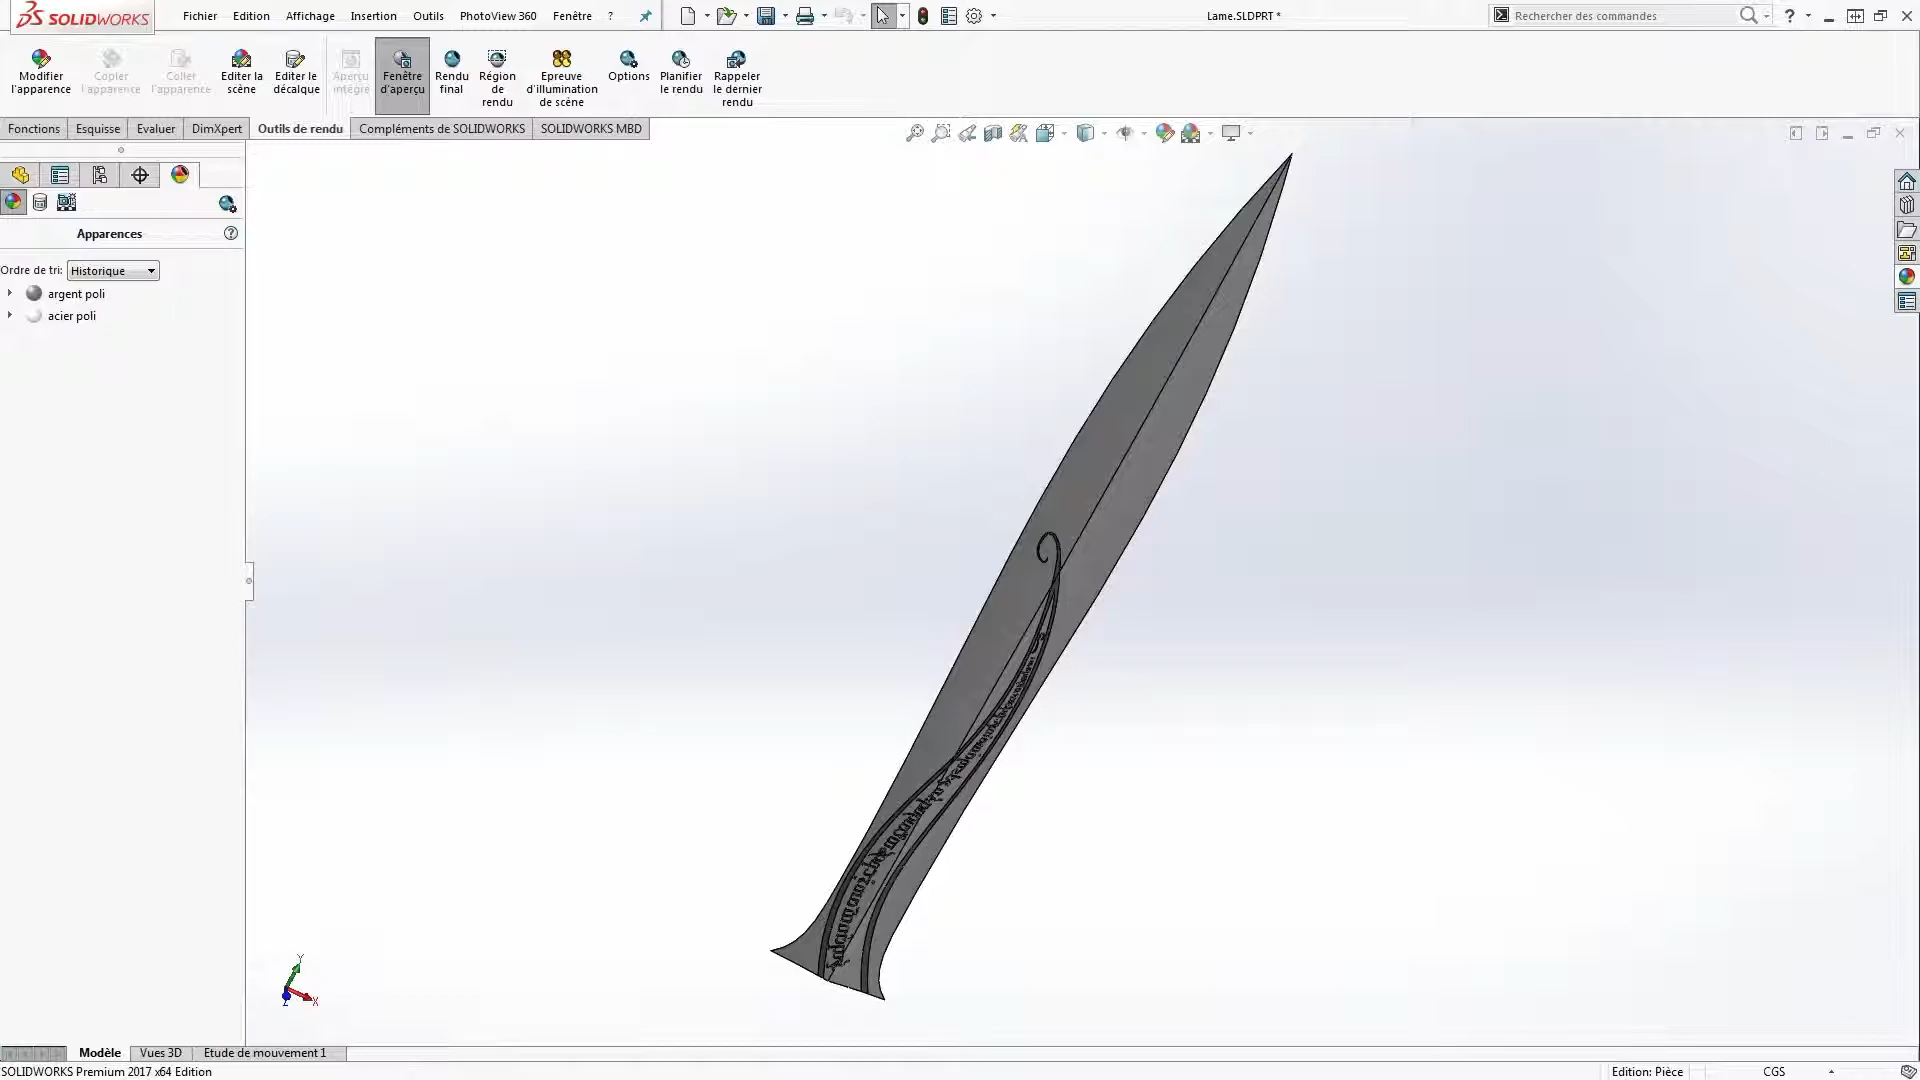 SOLIDWORKS Fichier Edition Affichage Insertion Outils PhotoView 360 Fenêtre ? Lame.SLDPRT * Rechercher des commandes ?
Modifier l'apparence
Copier l'apparence
Coller l'apparence
Editer la scène
Editer le décalque
Aperçu intégré
Fenêtre d'aperçu
Rendu final
Région de rendu
Epreuve d'illumination de scène
Options
Planifier le rendu
Rappeler le dernier rendu
Fonctions Esquisse Evaluer DimXpert Outils de rendu Compléments de SOLIDWORKS SOLIDWORKS MBD
Apparences ?
Ordre de tri: Historique
argent poli
acier poli
Y
X
Z
Modèle Vues 3D Etude de mouvement 1
SOLIDWORKS Premium 2017 x64 Edition Edition: Pièce CGS